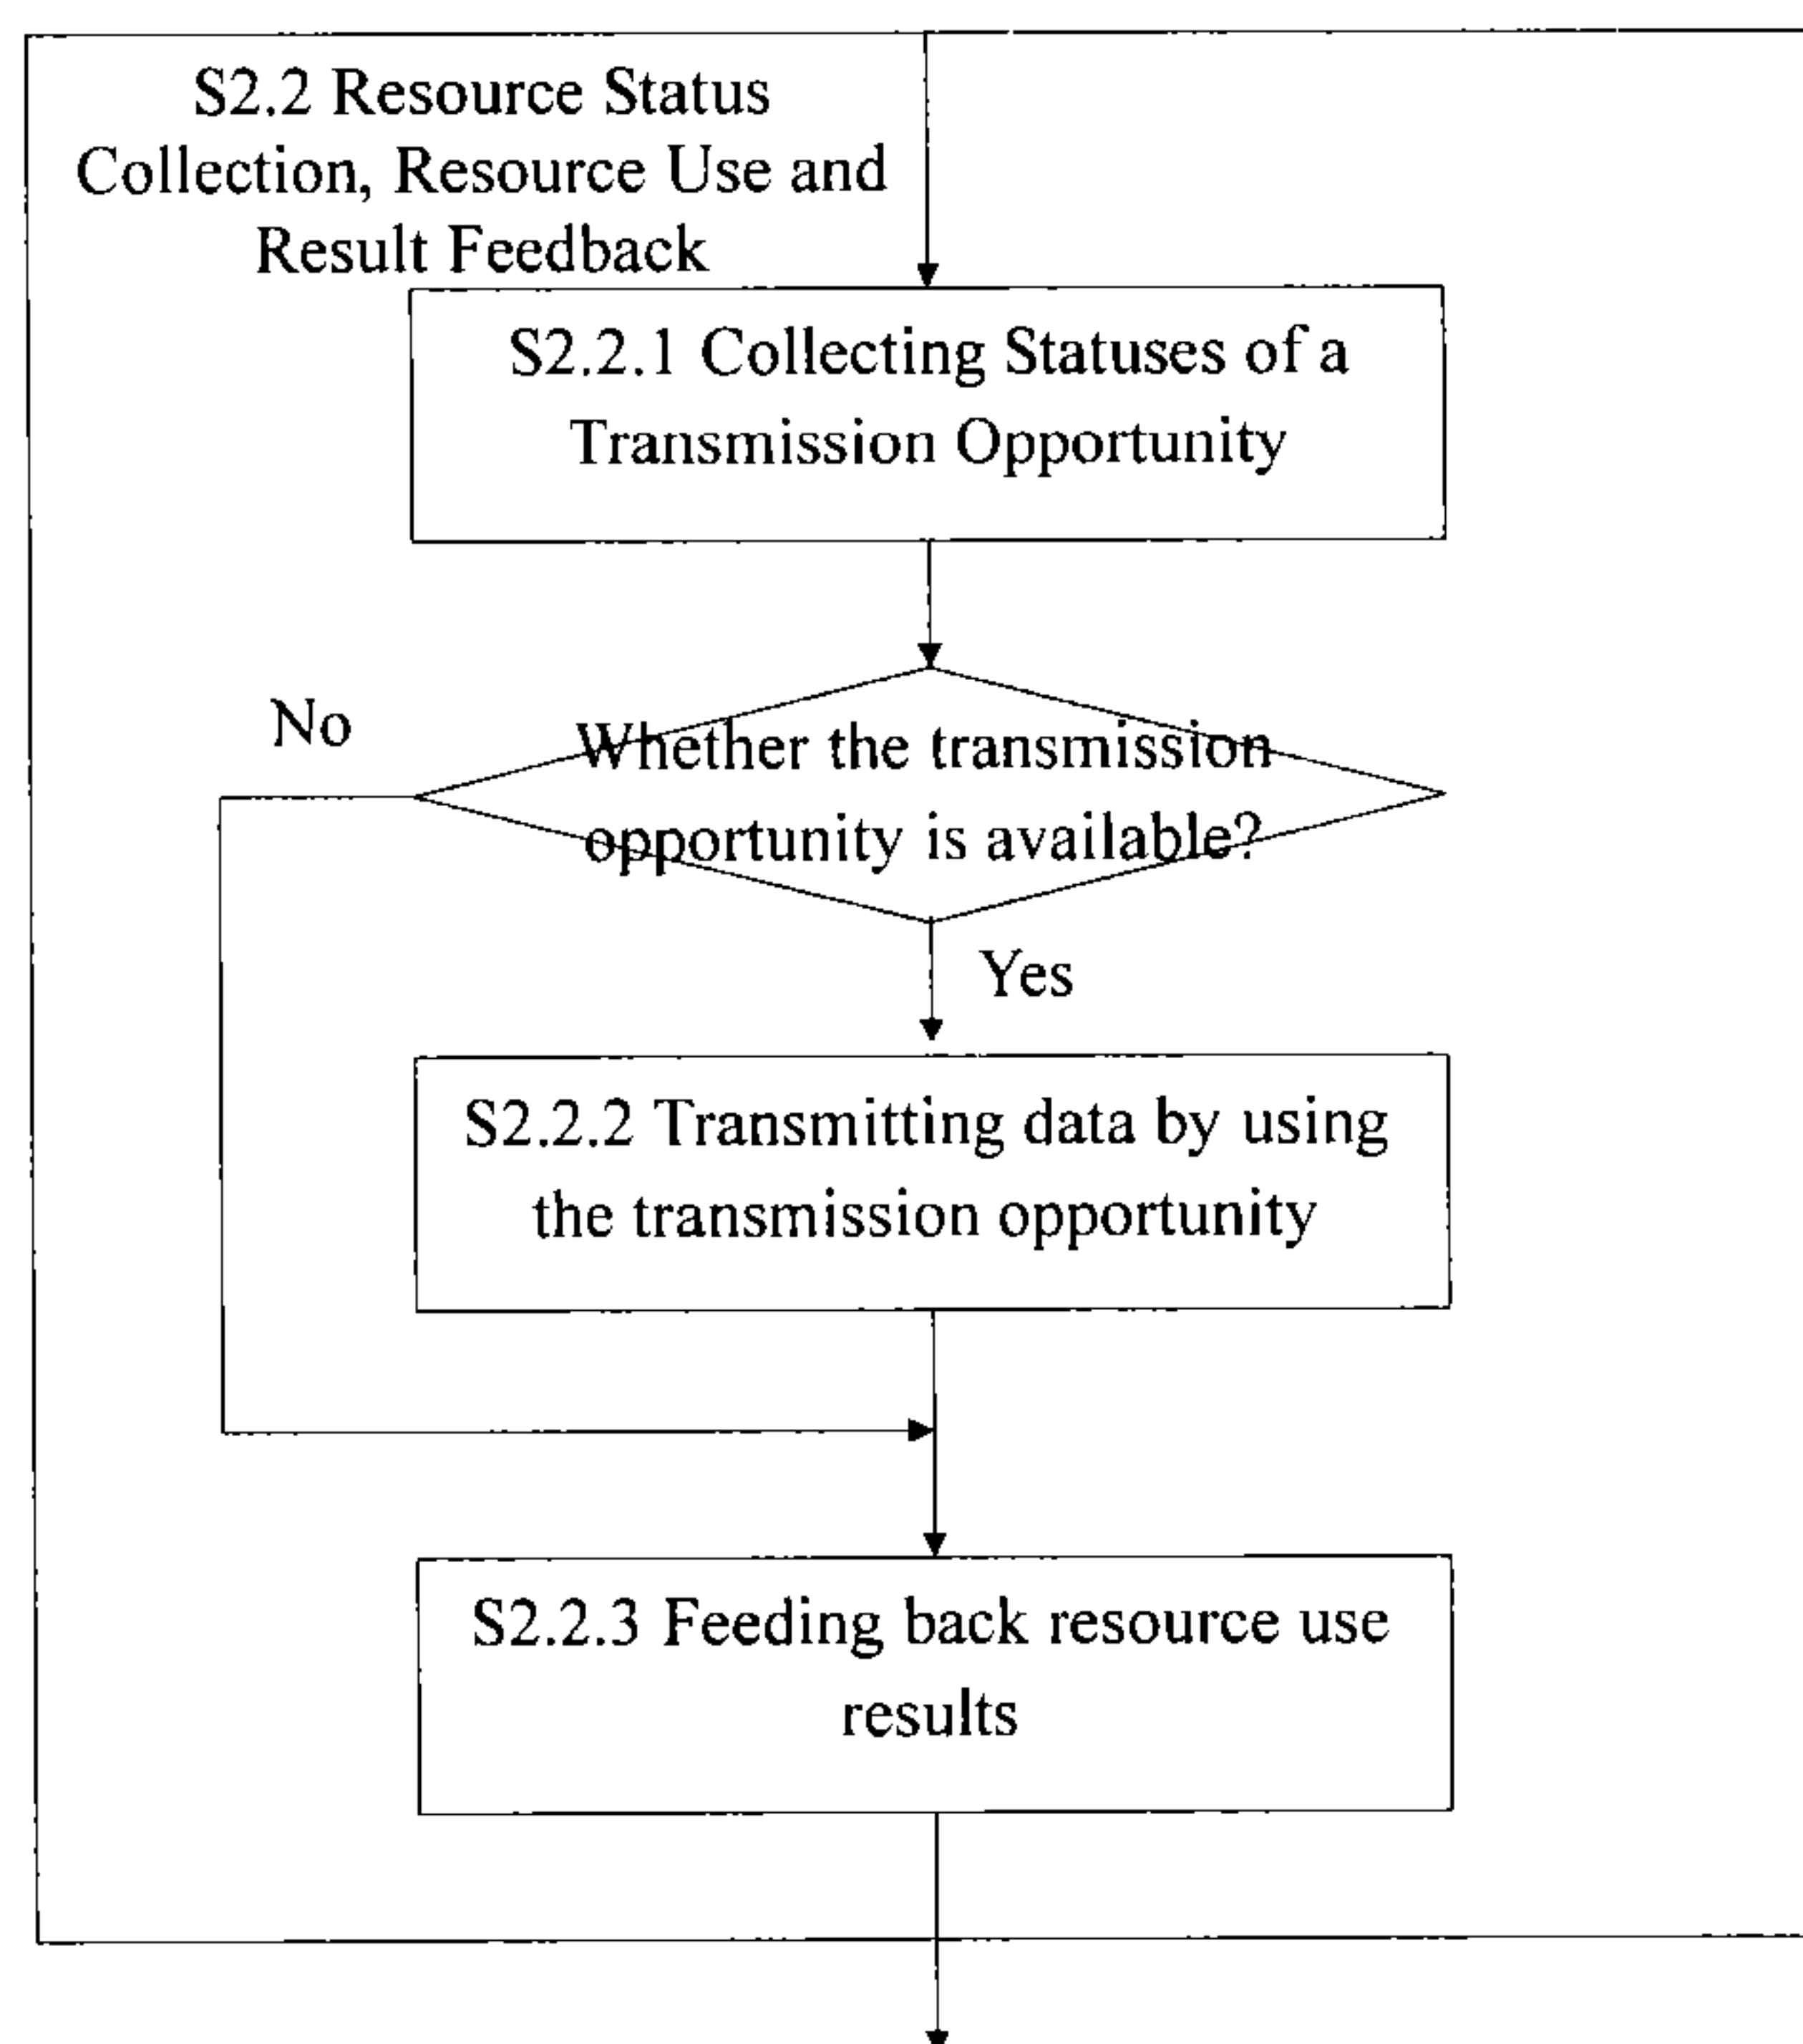 S2.2 Resource Status
Collection, Resource Use and
Result Feedback
S2.2.1 Collecting Statuses of a
Transmission Opportunity
No
Whether the transmission
opportunity is available?
Yes
S2.2.2 Transmitting data by using
the transmission opportunity
S2.2.3 Feeding back resource use
results